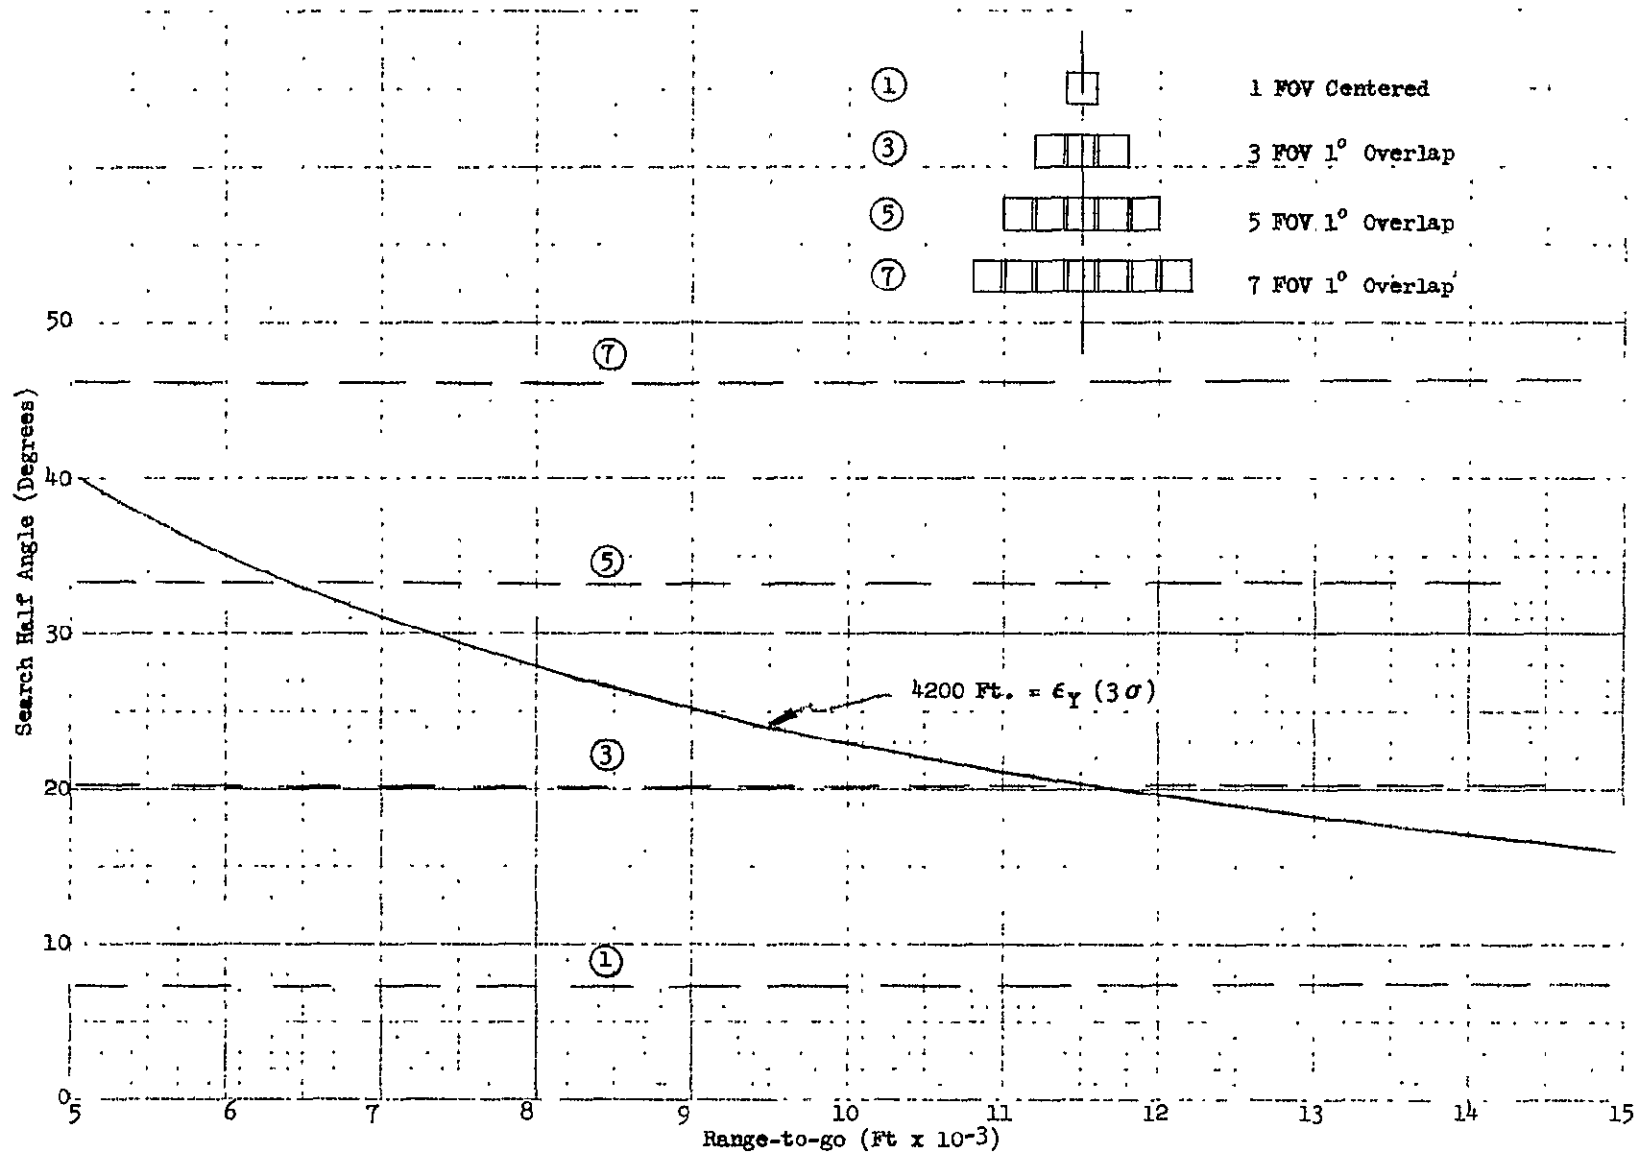 ① 1 FOV Centered
③ 3 FOV 1° Overlap
⑤ 5 FOV 1° Overlap
⑦ 7 FOV 1° Overlap
50
⑦
Search Half Angle (Degrees)
40
⑤
30
4200 Ft. = ϵY (3σ)
③
20
10
①
0
5 6 7 8 9 10 11 12 13 14 15
Range-to-go (Ft x 10-3)